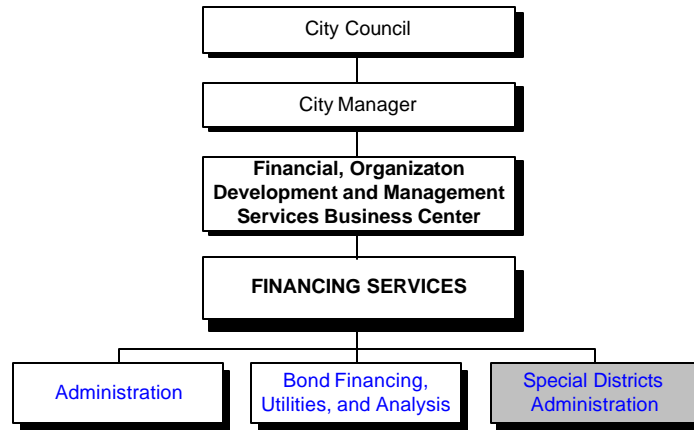 City Council
City Manager
Financial, Organizaton
Development and Management
Services Business Center
FINANCING SERVICES
Administration
Bond Financing,
Utilities, and Analysis
Special Districts
Administration